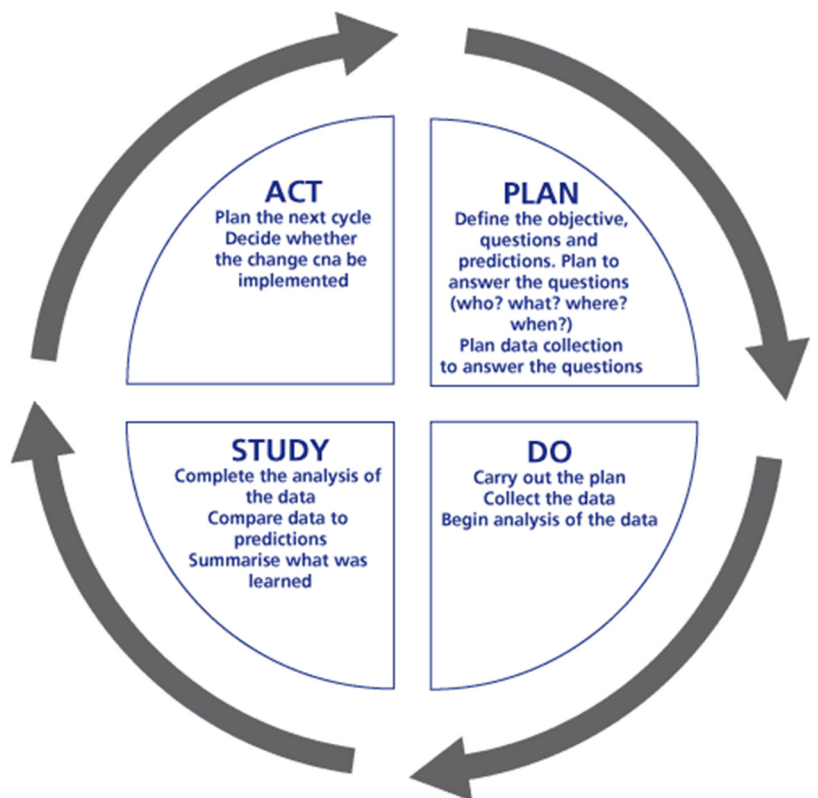 ACT
Plan the next cycle
Decide whether
the change cna be
implemented
PLAN
Define the objective,
questions and
predictions. Plan to
answer the questions
(who? what? where?
when?)
Plan data collection
to answer the questions
STUDY
Complete the analysis of
the data
Compare data to
predictions
Summarise what was
learned
DO
Carry out the plan
Collect the data
Begin analysis of the data